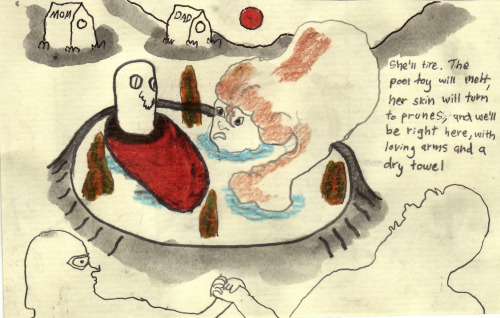 MOM
DAD
She'll tire. The
pool toy will melt,
her skin will turn
to prunes, and we'll
be right here, with
loving arms and a
dry towel